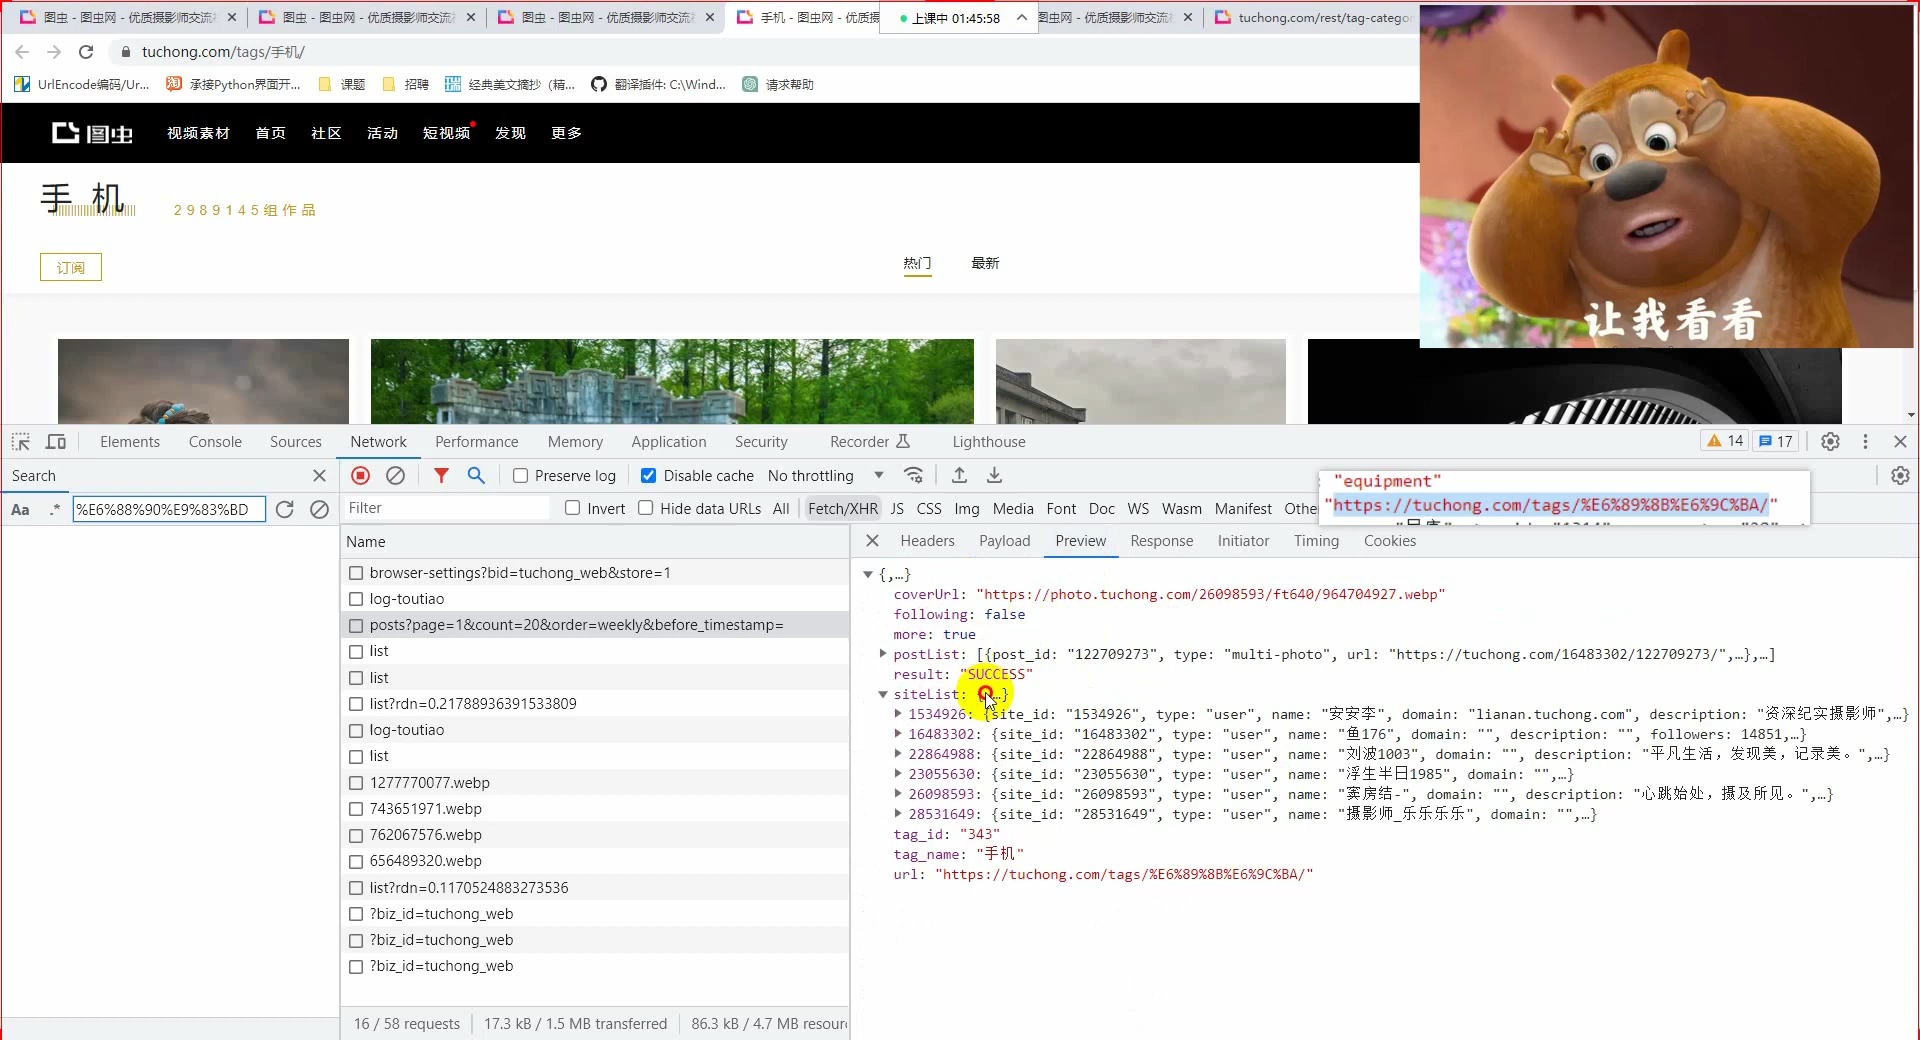 图虫 - 图虫网 - 优质摄影师交流社
图虫 - 图虫网 - 优质摄影师交流社
图虫 - 图虫网 - 优质摄影师交流社
手机 - 图虫网 - 优质摄
上课中 01:45:58
图虫网 - 优质摄影师交流社
tuchong.com/rest/tag-catego
tuchong.com/tags/手机/
UrlEncode编码/Ur...
承接Python界面开...
课题
招聘
经典美文摘抄（精...
翻译插件: C:\Wind...
请求帮助
图虫
视频素材
首页
社区
活动
短视频
发现
更多
手机
2989145组作品
订阅
热门
最新
让我看看
Elements
Console
Sources
Network
Performance
Memory
Application
Security
Recorder
Lighthouse
14
17
Search
Preserve log
Disable cache
No throttling
"equipment"
"https://tuchong.com/tags/%E6%89%8B%E6%9C%BA/"
Aa
.*
%E6%88%90%E9%83%BD
Filter
Invert
Hide data URLs
All
Fetch/XHR
JS
CSS
Img
Media
Font
Doc
WS
Wasm
Manifest
Other
Name
browser-settings?bid=tuchong_web&store=1
log-toutiao
posts?page=1&count=20&order=weekly&before_timestamp=
list
list
list?rdn=0.21788936391533809
log-toutiao
list
1277770077.webp
743651971.webp
762067576.webp
656489320.webp
list?rdn=0.1170524883273536
?biz_id=tuchong_web
?biz_id=tuchong_web
?biz_id=tuchong_web
16 / 58 requests
17.3 kB / 1.5 MB transferred
86.3 kB / 4.7 MB resour
Headers
Payload
Preview
Response
Initiator
Timing
Cookies
{,…}
coverUrl: "https://photo.tuchong.com/26098593/ft640/964704927.webp"
following: false
more: true
postList: [{post_id: "122709273", type: "multi-photo", url: "https://tuchong.com/16483302/122709273/",…},…]
result: "SUCCESS"
siteList: {,…}
1534926: {site_id: "1534926", type: "user", name: "安安李", domain: "lianan.tuchong.com", description: "资深纪实摄影师",…}
16483302: {site_id: "16483302", type: "user", name: "鱼176", domain: "", description: "", followers: 14851,…}
22864988: {site_id: "22864988", type: "user", name: "刘波1003", domain: "", description: "平凡生活，发现美，记录美。",…}
23055630: {site_id: "23055630", type: "user", name: "浮生半日1985", domain: "",…}
26098593: {site_id: "26098593", type: "user", name: "窦房结-", domain: "", description: "心跳始处，摄及所见。",…}
28531649: {site_id: "28531649", type: "user", name: "摄影师_乐乐乐乐", domain: "",…}
tag_id: "343"
tag_name: "手机"
url: "https://tuchong.com/tags/%E6%89%8B%E6%9C%BA/"